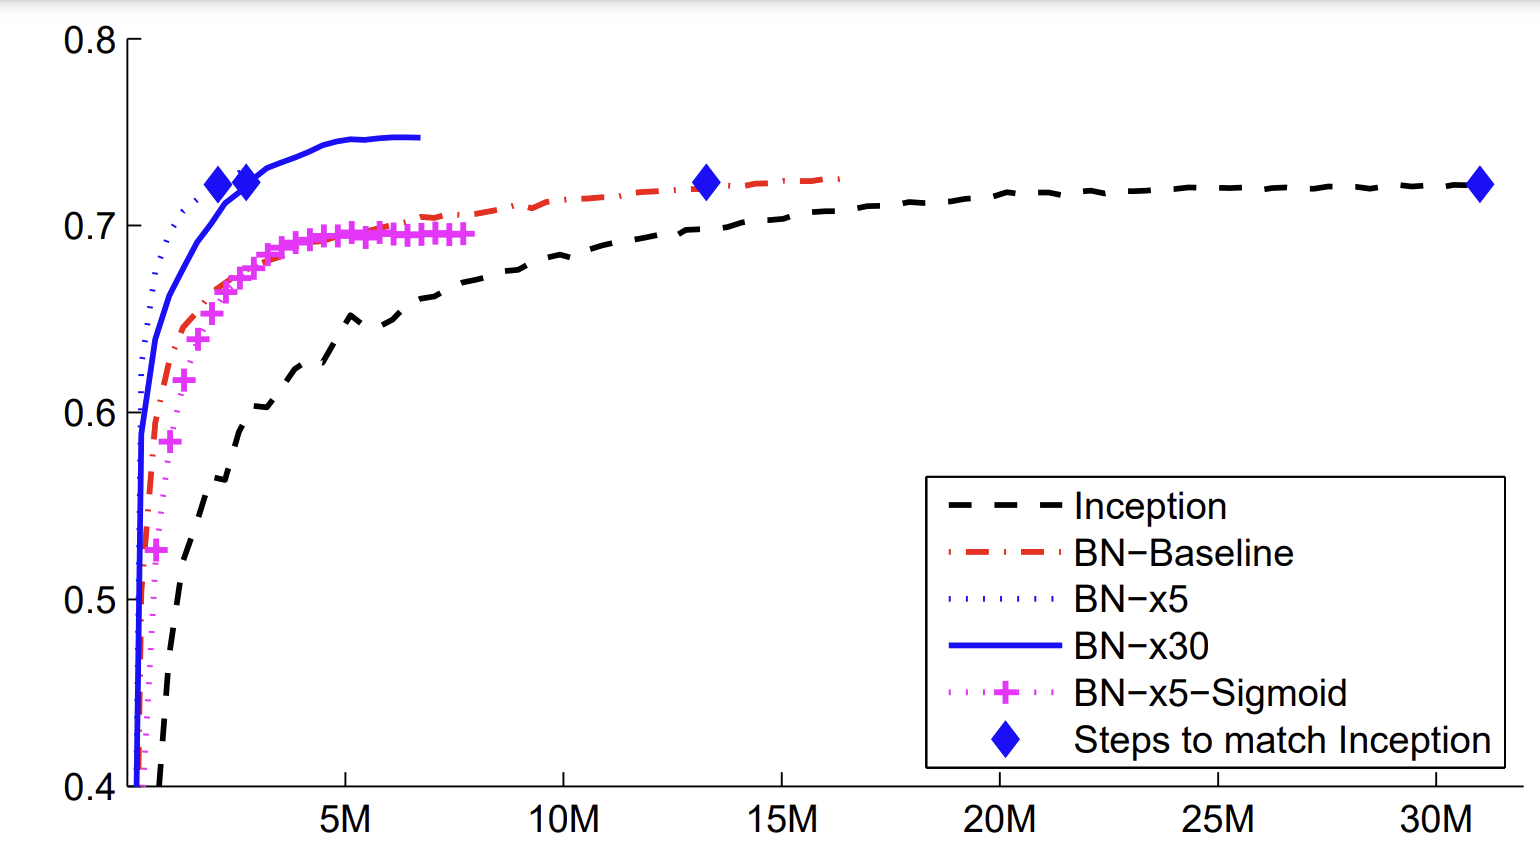 0.8
0.7
0.6
0.5
0.4
5M 10M 15M 20M 25M 30M
Inception
BN−Baseline
BN−x5
BN−x30
BN−x5−Sigmoid
Steps to match Inception